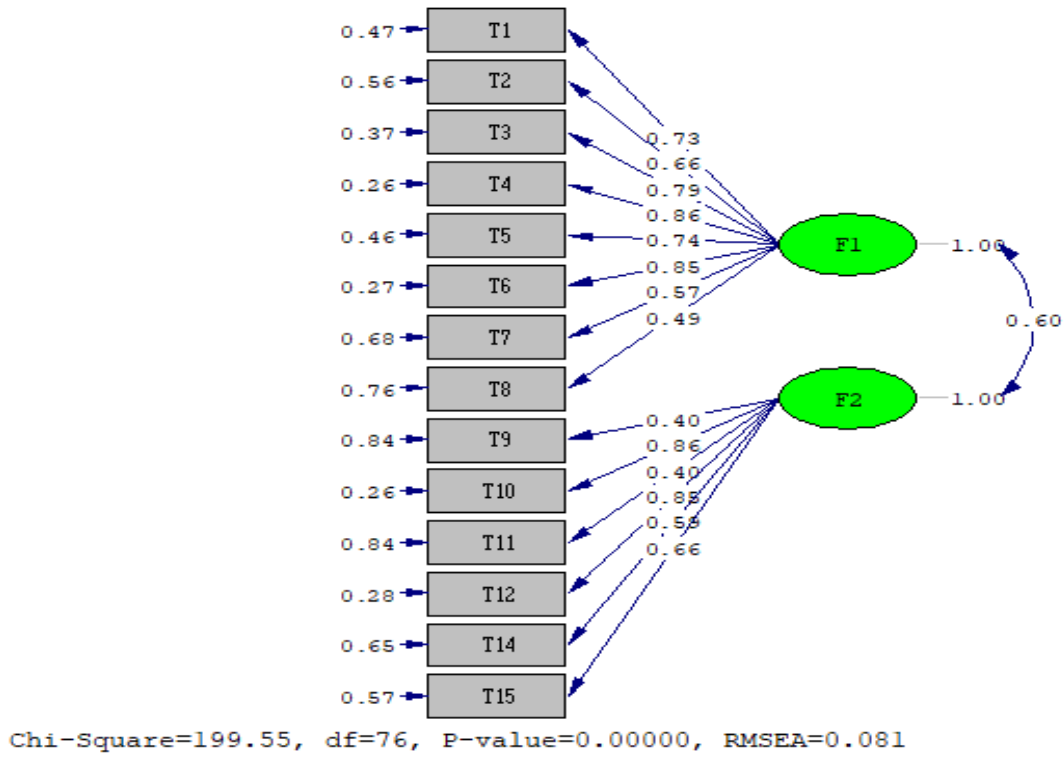 0.47 T1
0.56 T2
0.37 T3
0.26 T4
0.46 T5
0.27 T6
0.68 T7
0.76 T8
0.84 T9
0.26 T10
0.84 T11
0.28 T12
0.65 T14
0.57 T15
0.73
0.66
0.79
0.86
0.74
0.85
0.57
0.49
F1 1.00
0.60
F2 1.00
0.40
0.86
0.40
0.85
0.59
0.66
Chi-Square=199.55, df=76, P-value=0.00000, RMSEA=0.081